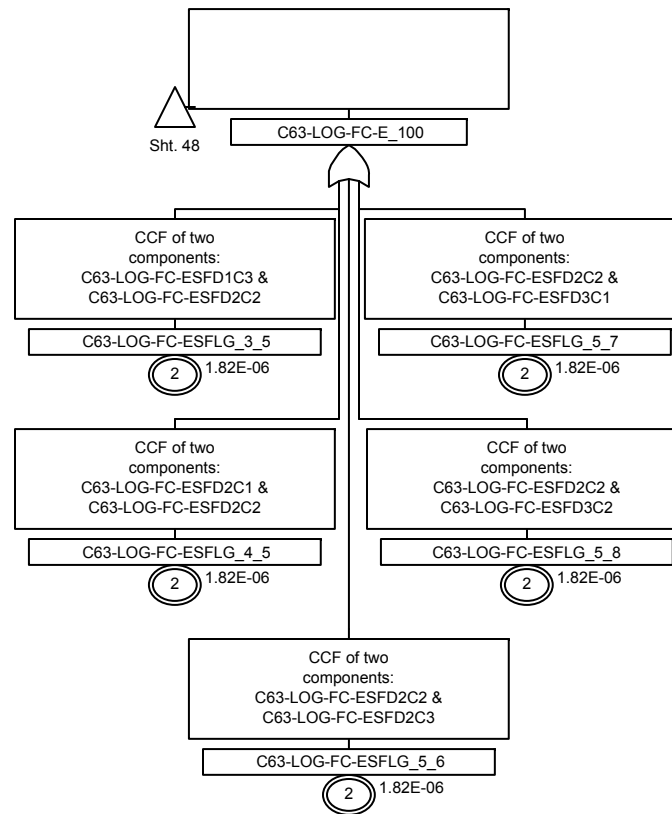 Sht. 48
C63-LOG-FC-E_100
CCF of two
components:
C63-LOG-FC-ESFD1C3 &
C63-LOG-FC-ESFD2C2
C63-LOG-FC-ESFLG_3_5
2
1.82E-06
CCF of two
components:
C63-LOG-FC-ESFD2C2 &
C63-LOG-FC-ESFD3C1
C63-LOG-FC-ESFLG_5_7
2
1.82E-06
CCF of two
components:
C63-LOG-FC-ESFD2C1 &
C63-LOG-FC-ESFD2C2
C63-LOG-FC-ESFLG_4_5
2
1.82E-06
CCF of two
components:
C63-LOG-FC-ESFD2C2 &
C63-LOG-FC-ESFD3C2
C63-LOG-FC-ESFLG_5_8
2
1.82E-06
CCF of two
components:
C63-LOG-FC-ESFD2C2 &
C63-LOG-FC-ESFD2C3
C63-LOG-FC-ESFLG_5_6
2
1.82E-06